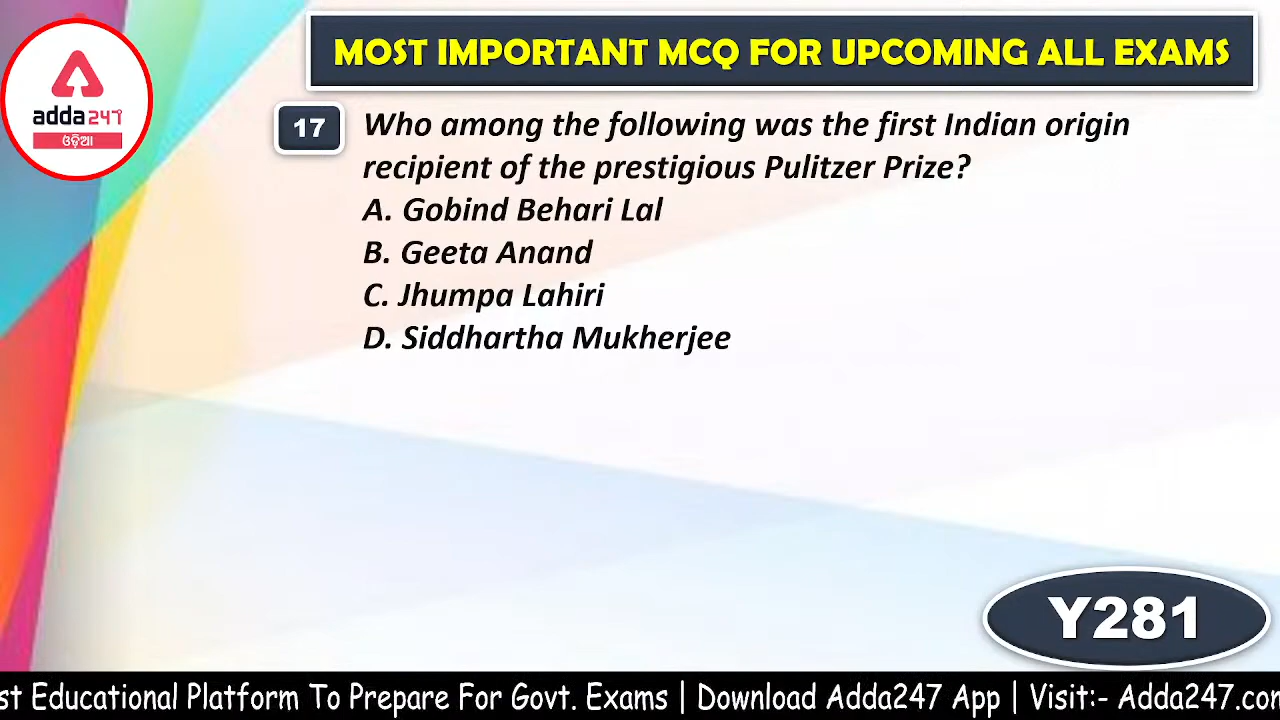 MOST IMPORTANT MCQ FOR UPCOMING ALL EXAMS
adda247
ଓଡ଼ିଆ
17
Who among the following was the first Indian origin
recipient of the prestigious Pulitzer Prize?
A. Gobind Behari Lal
B. Geeta Anand
C. Jhumpa Lahiri
D. Siddhartha Mukherjee
Y281
st Educational Platform To Prepare For Govt. Exams | Download Adda247 App | Visit:- Adda247.com